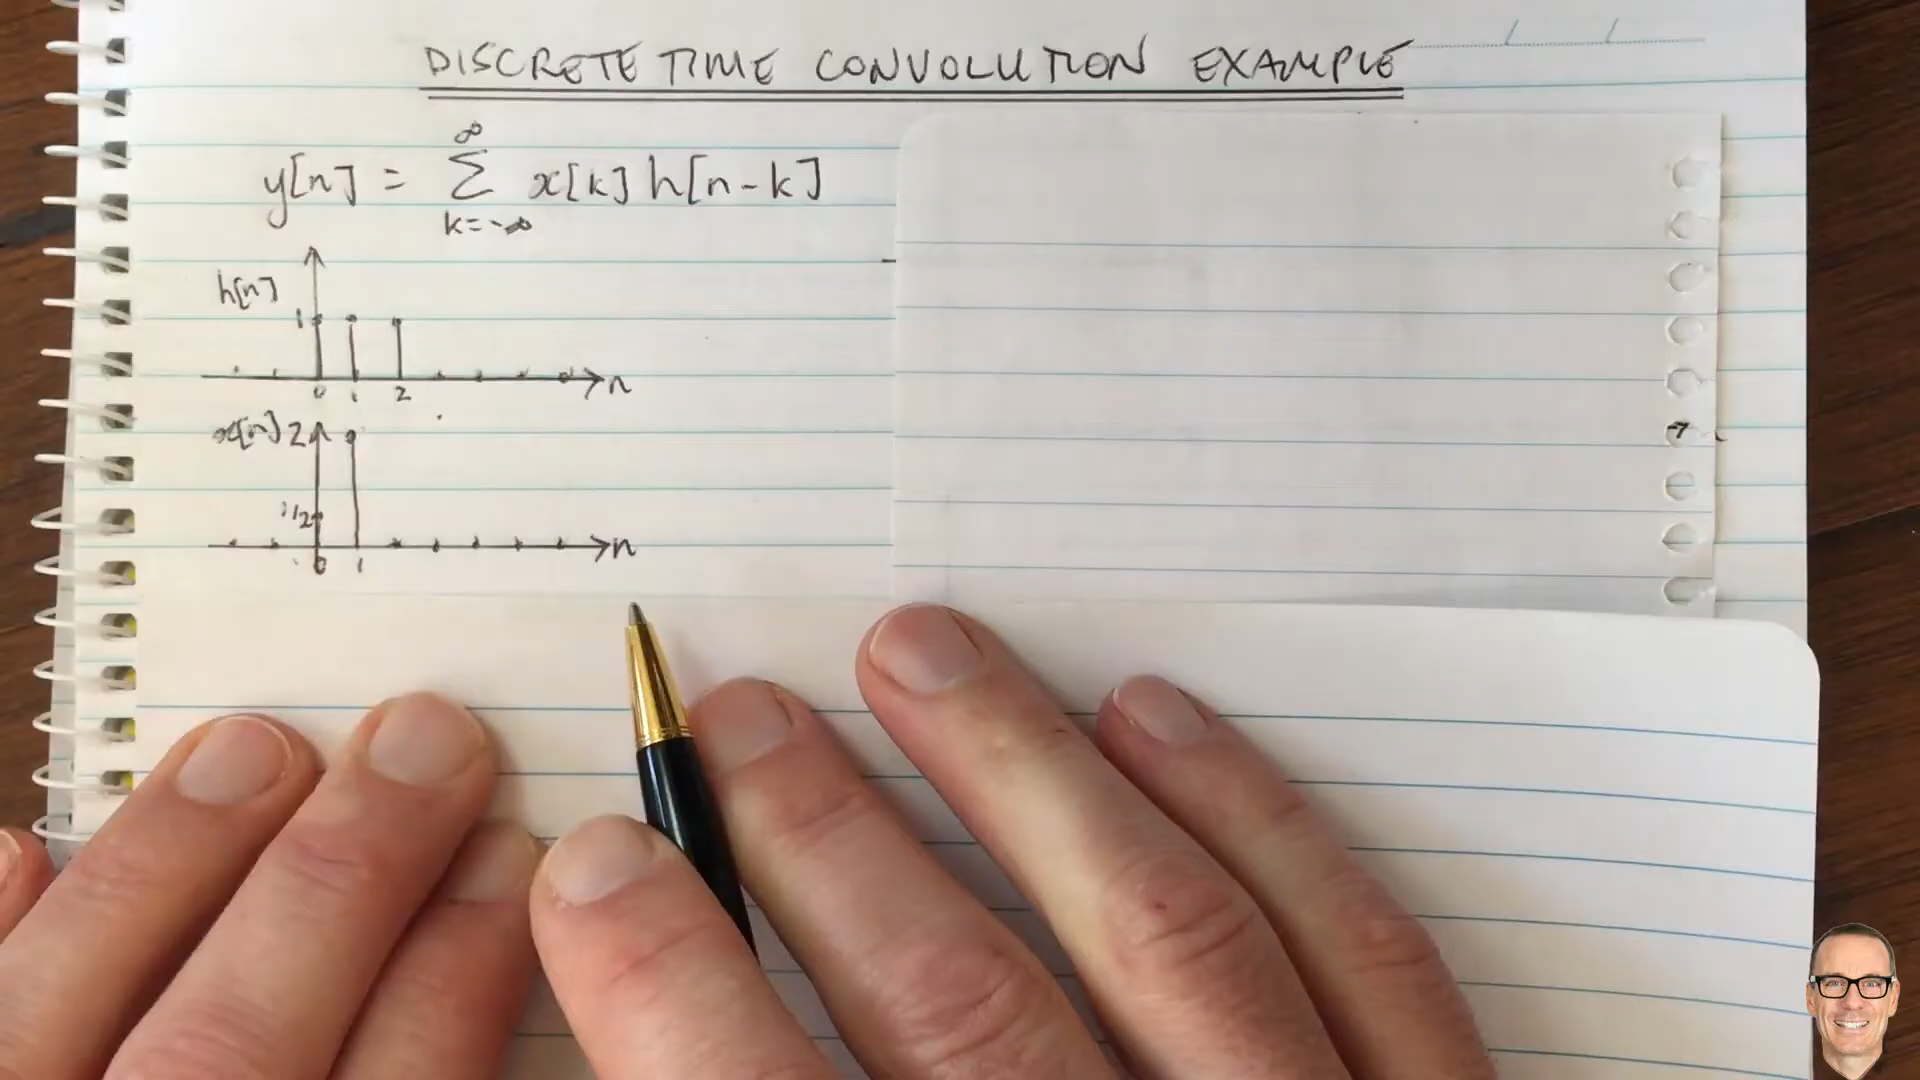 DISCRETE TIME CONVOLUTION EXAMPLE
y[n] = ∞ Σ k=-∞ x[k] h[n-k]
h[n]
1
0 1 2 n
x[n] 2
1/2
0 1 n